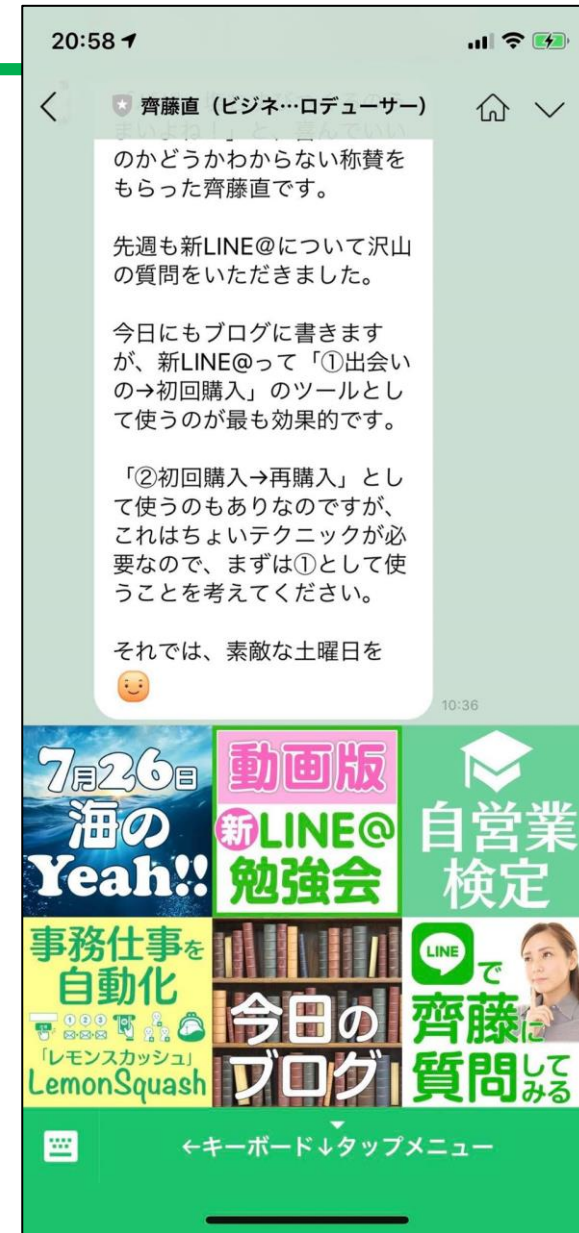 20:58
齊藤直（ビジネ…ロデューサー）
まいよね！」と、喜んでいい
のかどうかわからない称賛を
もらった齊藤直です。
先週も新LINE@について沢山
の質問をいただきました。
今日にもブログに書きます
が、新LINE@って「①出会い
の→初回購入」のツールとし
て使うのが最も効果的です。
「②初回購入→再購入」とし
て使うのもありなのですが、
これはちょいテクニックが必
要なので、まずは①として使
うことを考えてください。
それでは、素敵な土曜日を
10:36
7月26日
海の
Yeah!!
動画版
新LINE@
勉強会
自営業
検定
事務仕事を
自動化
① ② ③
「レモンスカッシュ」
LemonSquash
今日の
ブログ
LINE
で
齊藤に
質問して
みる
←キーボード↓タップメニュー